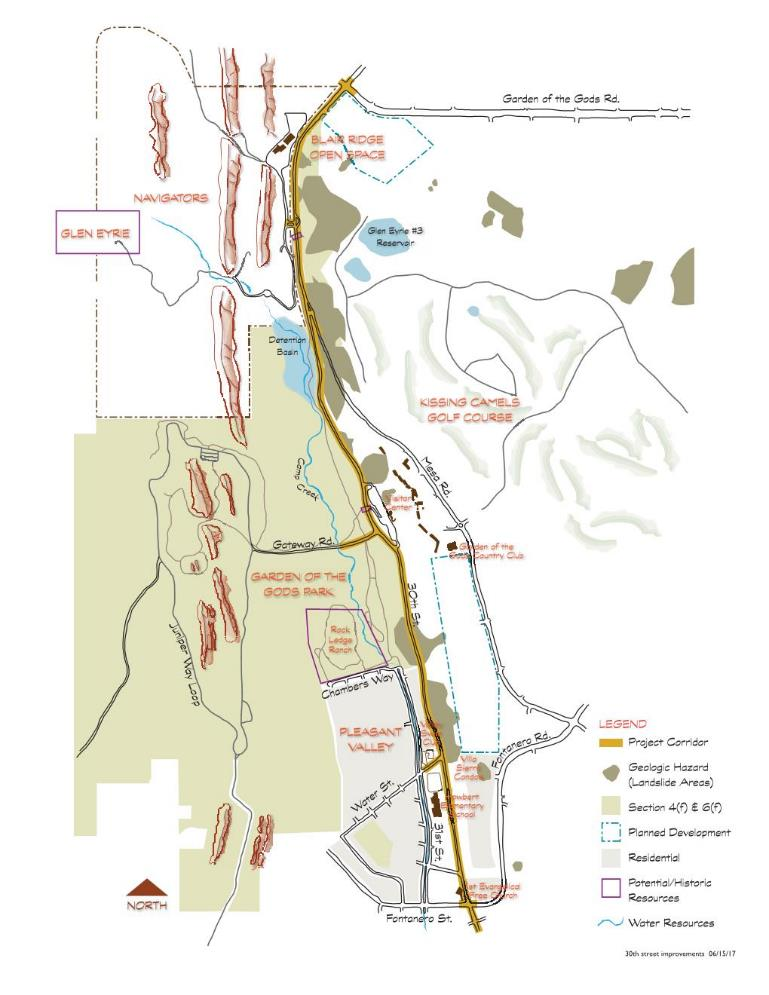 Garden of the Gods Rd.
BLAIR RIDGE
OPEN SPACE
NAVIGATORS
GLEN EYRIE
Glen Eyrie #3
Reservoir
Detention
Basin
KISSING CAMELS
GOLF COURSE
Camp Creek
Mesa Rd.
Visitor
Center
Gateway Rd.
Garden of the
Gods Country Club
GARDEN OF THE
GODS PARK
30th St.
Rock
Ledge
Ranch
Juniper Way Loop
Chambers Way
PLEASANT
VALLEY
Club
Villa
Sierra
Condos
Fontanero Rd.
Water St.
Howbert
Elementary
School
31st St.
1st Evangelical
Free Church
Fontanero St.
NORTH
LEGEND
Project Corridor
Geologic Hazard
(Landslide Areas)
Section 4(f) & 6(f)
Planned Development
Residential
Potential/Historic
Resources
Water Resources
30th street improvements 06/15/17